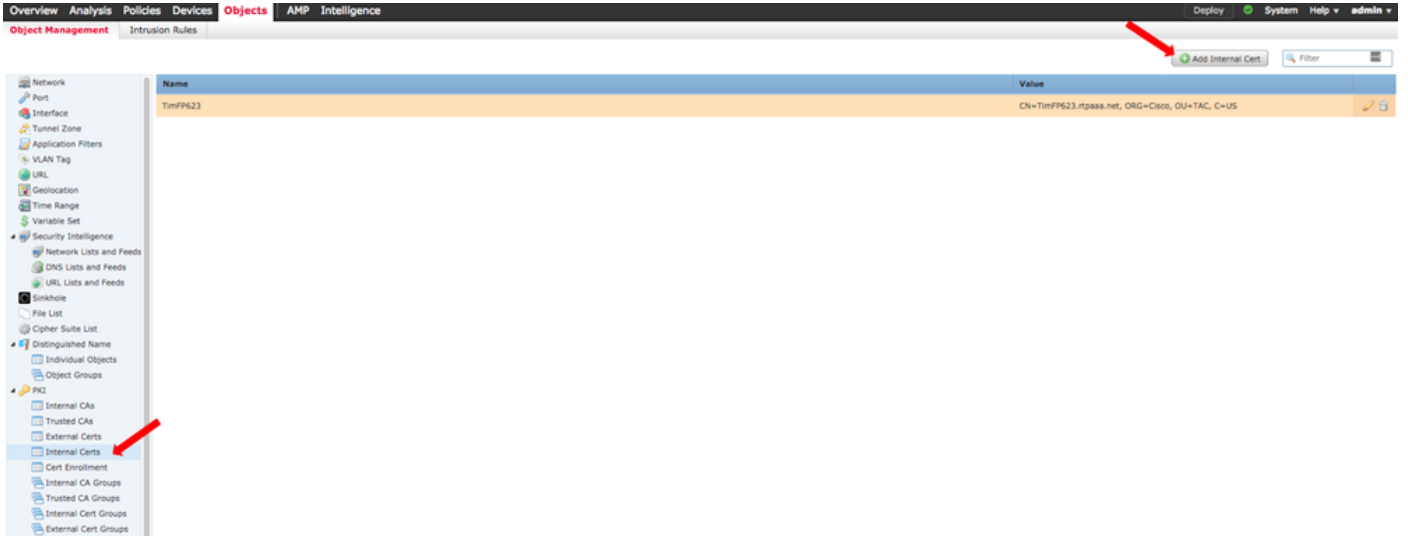 Overview Analysis Policies Devices Objects AMP Intelligence Deploy System Help admin
Object Management Intrusion Rules
Add Internal Cert Filter
Network
Port
Interface
Tunnel Zone
Application Filters
VLAN Tag
URL
Geolocation
Time Range
Variable Set
Security Intelligence
Network Lists and Feeds
DNS Lists and Feeds
URL Lists and Feeds
Sinkhole
File List
Cipher Suite List
Distinguished Name
Individual Objects
Object Groups
PKI
Internal CAs
Trusted CAs
External Certs
Internal Certs
Cert Enrollment
Internal CA Groups
Trusted CA Groups
Internal Cert Groups
External Cert Groups
Name Value
TimFP623 CN=TimFP623.rtpaaa.net, ORG=Cisco, OU=TAC, C=US